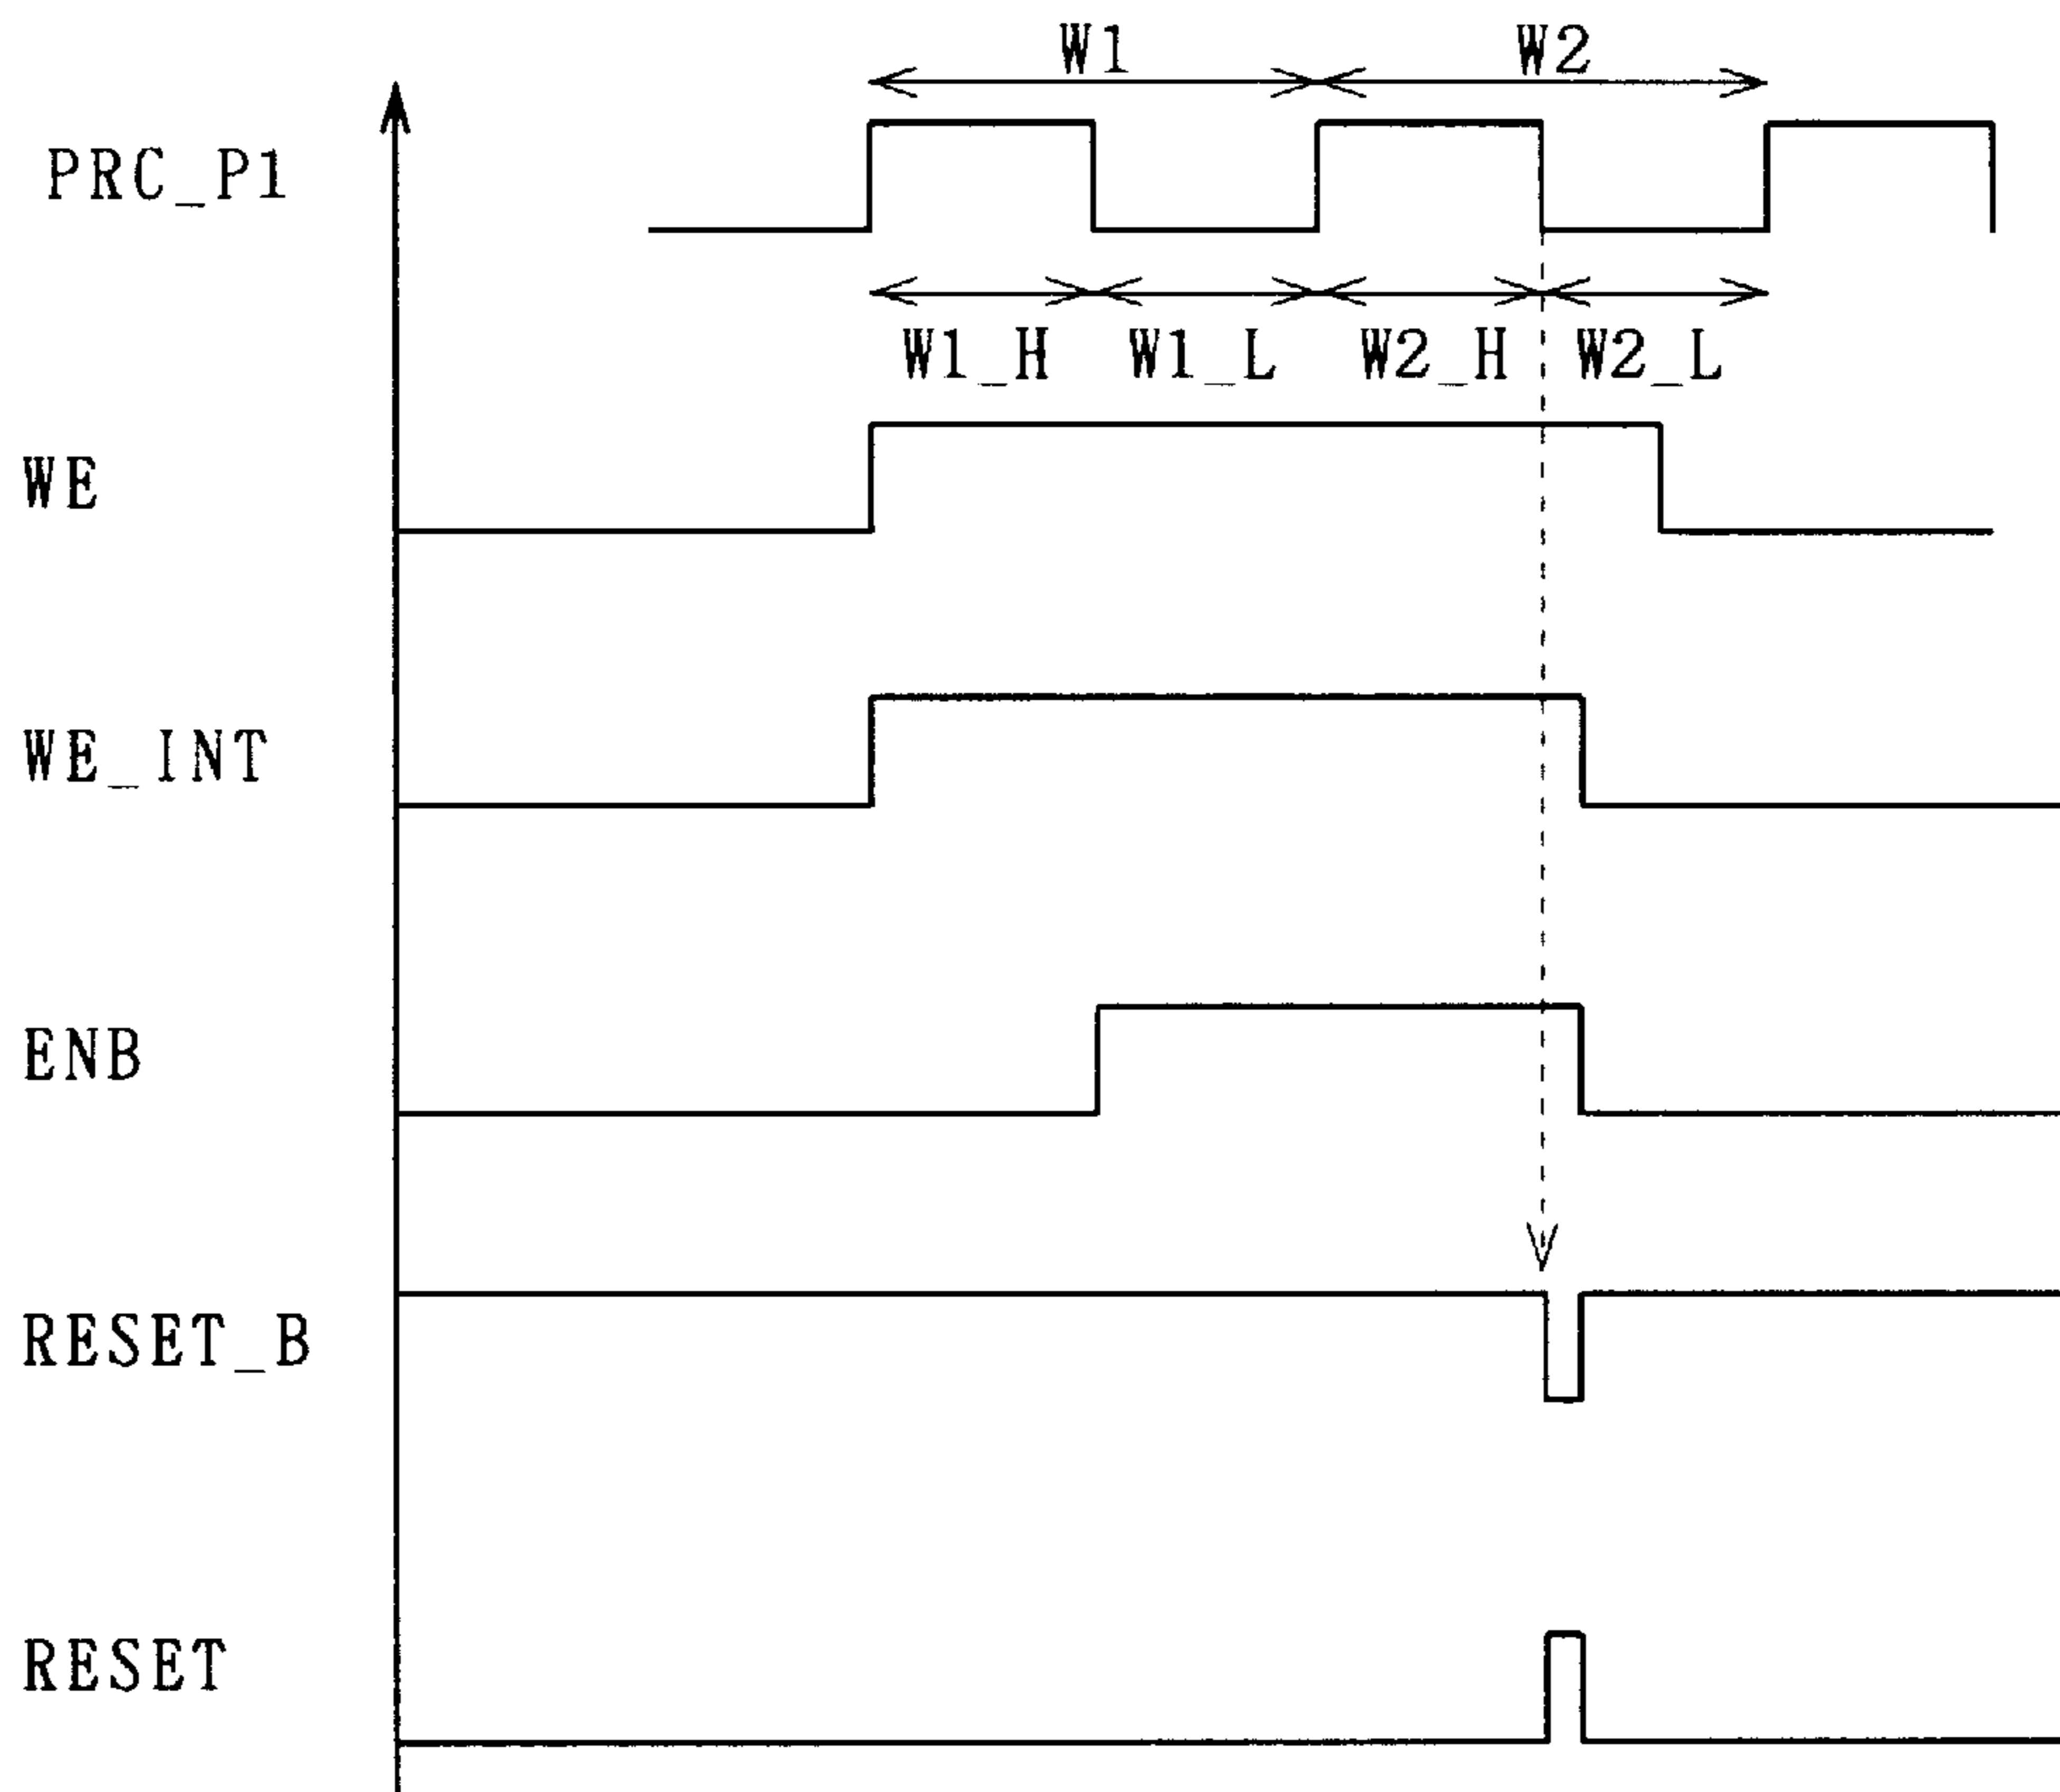 W1 W2
PRC_P1
W1_H W1_L W2_H W2_L
WE
WE_INT
ENB
RESET_B
RESET